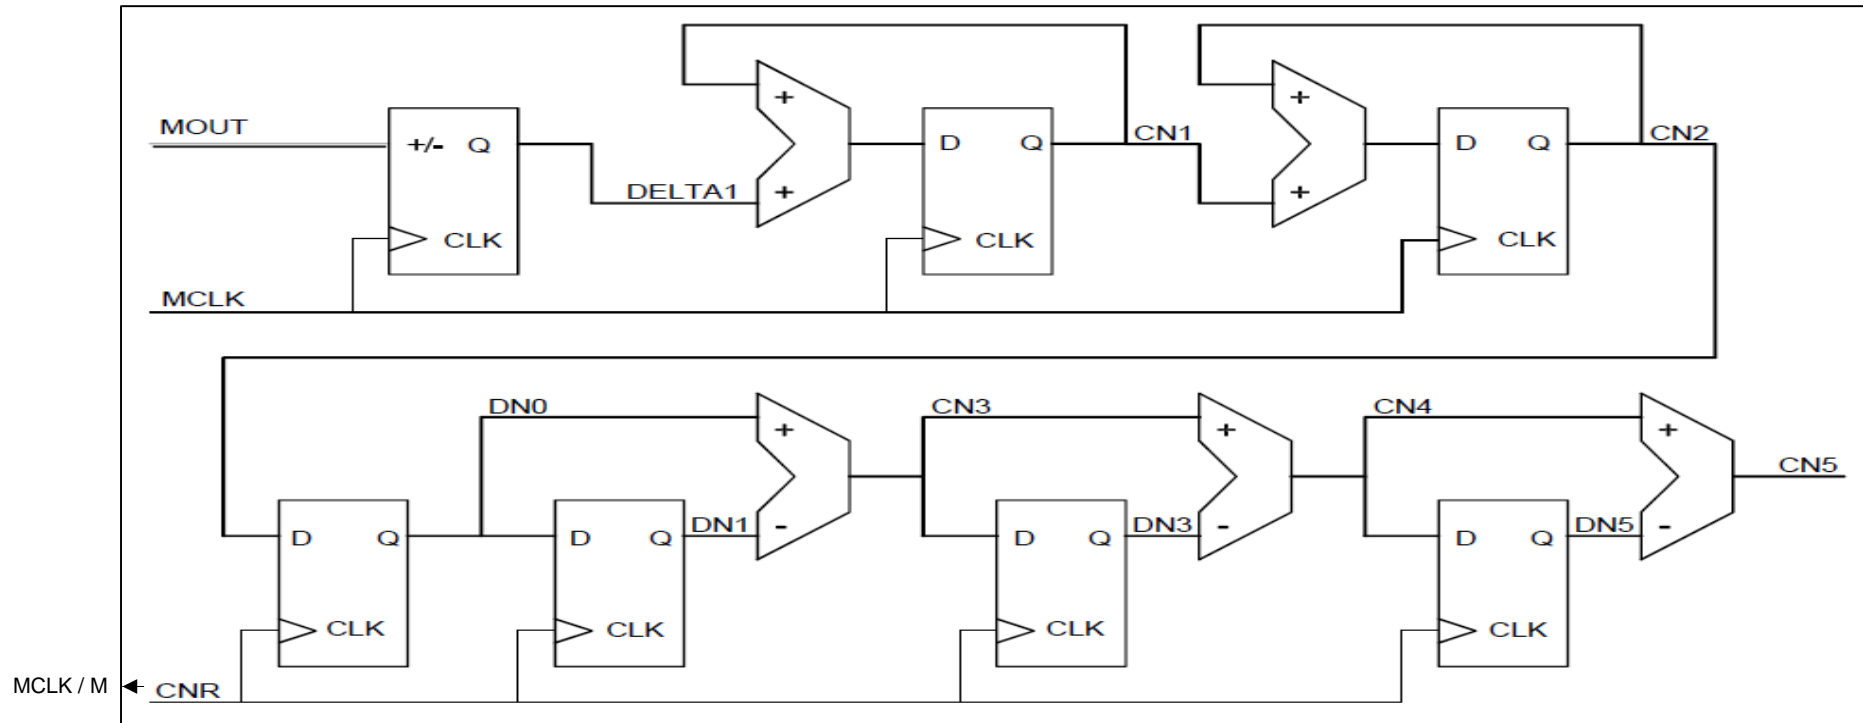 MOUT
+/- Q
CLK
DELTA1
+
+
D Q
CLK
CN1
+
+
D Q
CLK
CN2
MCLK
DN0
D Q
CLK
D Q
CLK
DN1
+
-
CN3
D Q
CLK
DN3
+
-
CN4
D Q
CLK
DN5
+
-
CN5
MCLK / M
CNR